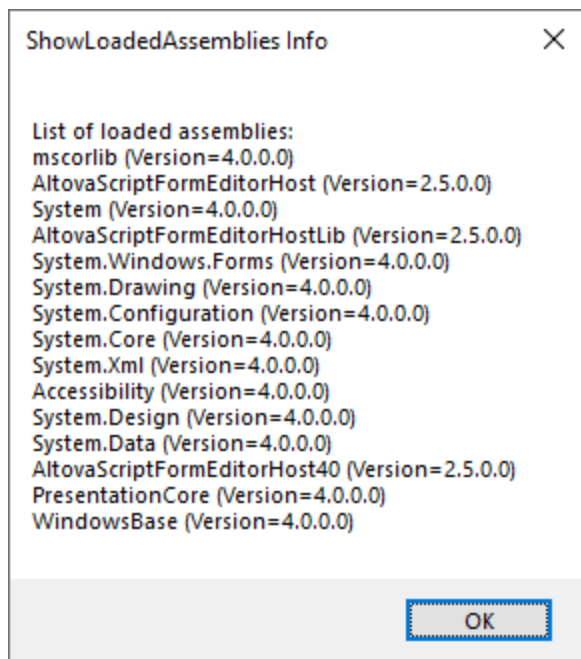 ShowLoadedAssemblies Info
List of loaded assemblies:
mscorlib (Version=4.0.0.0)
AltovaScriptFormEditorHost (Version=2.5.0.0)
System (Version=4.0.0.0)
AltovaScriptFormEditorHostLib (Version=2.5.0.0)
System.Windows.Forms (Version=4.0.0.0)
System.Drawing (Version=4.0.0.0)
System.Configuration (Version=4.0.0.0)
System.Core (Version=4.0.0.0)
System.Xml (Version=4.0.0.0)
Accessibility (Version=4.0.0.0)
System.Design (Version=4.0.0.0)
System.Data (Version=4.0.0.0)
AltovaScriptFormEditorHost40 (Version=2.5.0.0)
PresentationCore (Version=4.0.0.0)
WindowsBase (Version=4.0.0.0)
OK